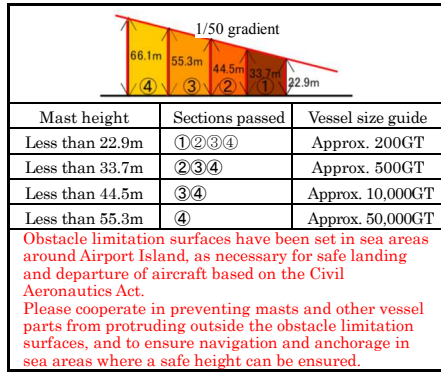 1/50 gradient
66.1m
55.3m
44.5m
33.7m
22.9m
④ ③ ② ①
Mast height Sections passed Vessel size guide
Less than 22.9m ①②③④ Approx. 200GT
Less than 33.7m ②③④ Approx. 500GT
Less than 44.5m ③④ Approx. 10,000GT
Less than 55.3m ④ Approx. 50,000GT
Obstacle limitation surfaces have been set in sea areas
around Airport Island, as necessary for safe landing
and departure of aircraft based on the Civil
Aeronautics Act.
Please cooperate in preventing masts and other vessel
parts from protruding outside the obstacle limitation
surfaces, and to ensure navigation and anchorage in
sea areas where a safe height can be ensured.